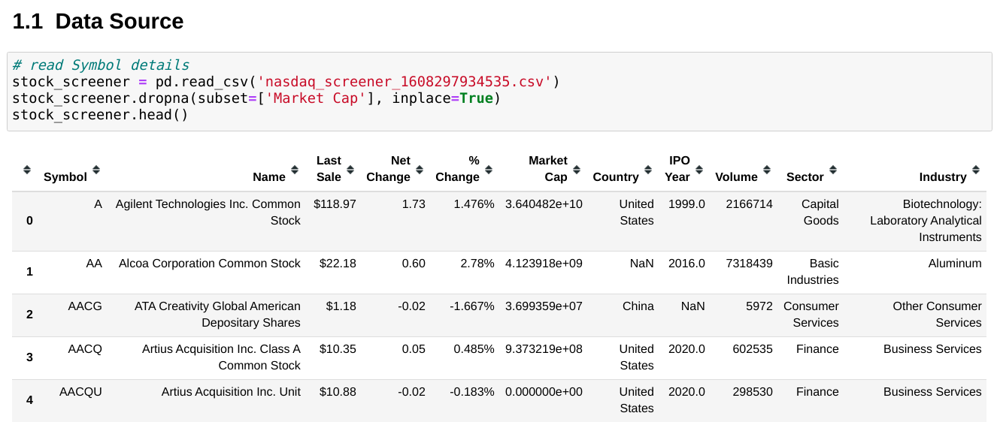 1.1 Data Source
# read Symbol details
stock_screener = pd.read_csv('nasdaq_screener_1608297934535.csv')
stock_screener.dropna(subset=['Market Cap'], inplace=True)
stock_screener.head()
Symbol Name Last Sale Net Change % Change Market Cap Country IPO Year Volume Sector Industry
0 A Agilent Technologies Inc. Common Stock $118.97 1.73 1.476% 3.640482e+10 United States 1999.0 2166714 Capital Goods Biotechnology: Laboratory Analytical Instruments
1 AA Alcoa Corporation Common Stock $22.18 0.60 2.78% 4.123918e+09 NaN 2016.0 7318439 Basic Industries Aluminum
2 AACG ATA Creativity Global American Depositary Shares $1.18 -0.02 -1.667% 3.699359e+07 China NaN 5972 Consumer Services Other Consumer Services
3 AACQ Artius Acquisition Inc. Class A Common Stock $10.35 0.05 0.485% 9.373219e+08 United States 2020.0 602535 Finance Business Services
4 AACQU Artius Acquisition Inc. Unit $10.88 -0.02 -0.183% 0.000000e+00 United States 2020.0 298530 Finance Business Services